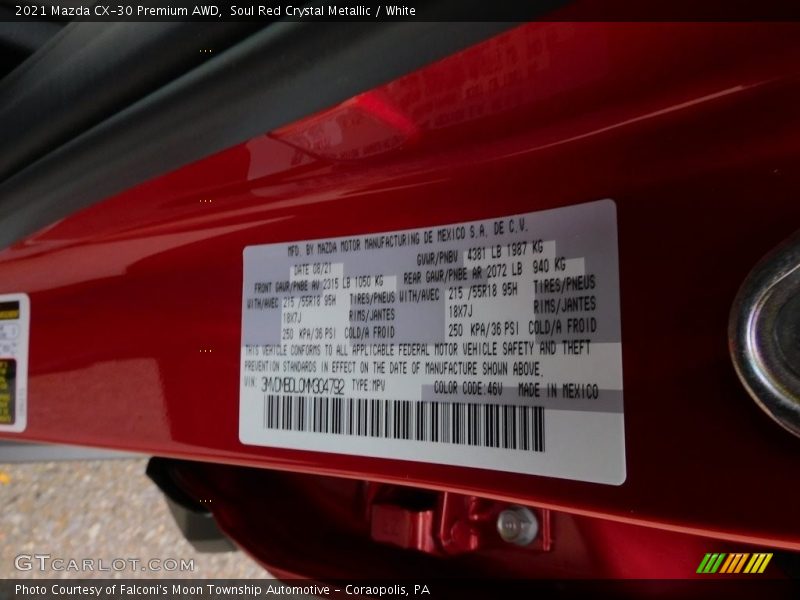 2021 Mazda CX-30 Premium AWD, Soul Red Crystal Metallic / White
MFD. BY MAZDA MOTOR MANUFACTURING DE MEXICO S.A. DE C.V.
DATE 08/21 GVWR/PNBV 4381 LB 1987 KG
FRONT GAWR/PNBE AV 2315 LB 1050 KG REAR GAWR/PNBE AR 2072 LB 940 KG
WITH/AVEC 215 /55R18 95H TIRES/PNEUS WITH/AVEC 215 /55R18 95H TIRES/PNEUS
18X7J RIMS/JANTES 18X7J RIMS/JANTES
250 KPA/36 PSI COLD/A FROID 250 KPA/36 PSI COLD/A FROID
THIS VEHICLE CONFORMS TO ALL APPLICABLE FEDERAL MOTOR VEHICLE SAFETY AND THEFT
PREVENTION STANDARDS IN EFFECT ON THE DATE OF MANUFACTURE SHOWN ABOVE.
VIN: 3MVDMBDL0MM304792 TYPE:MPV COLOR CODE:46V MADE IN MEXICO
GTCARLOT.COM
Photo Courtesy of Falconi's Moon Township Automotive - Coraopolis, PA